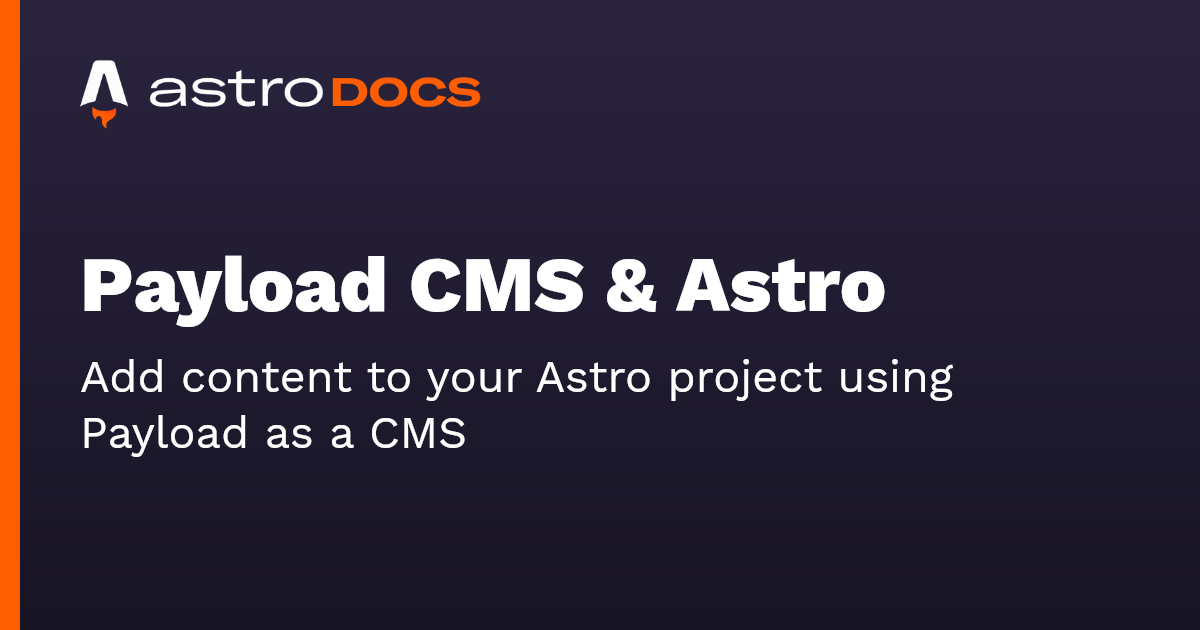 astro DOCS
Payload CMS & Astro
Add content to your Astro project using
Payload as a CMS